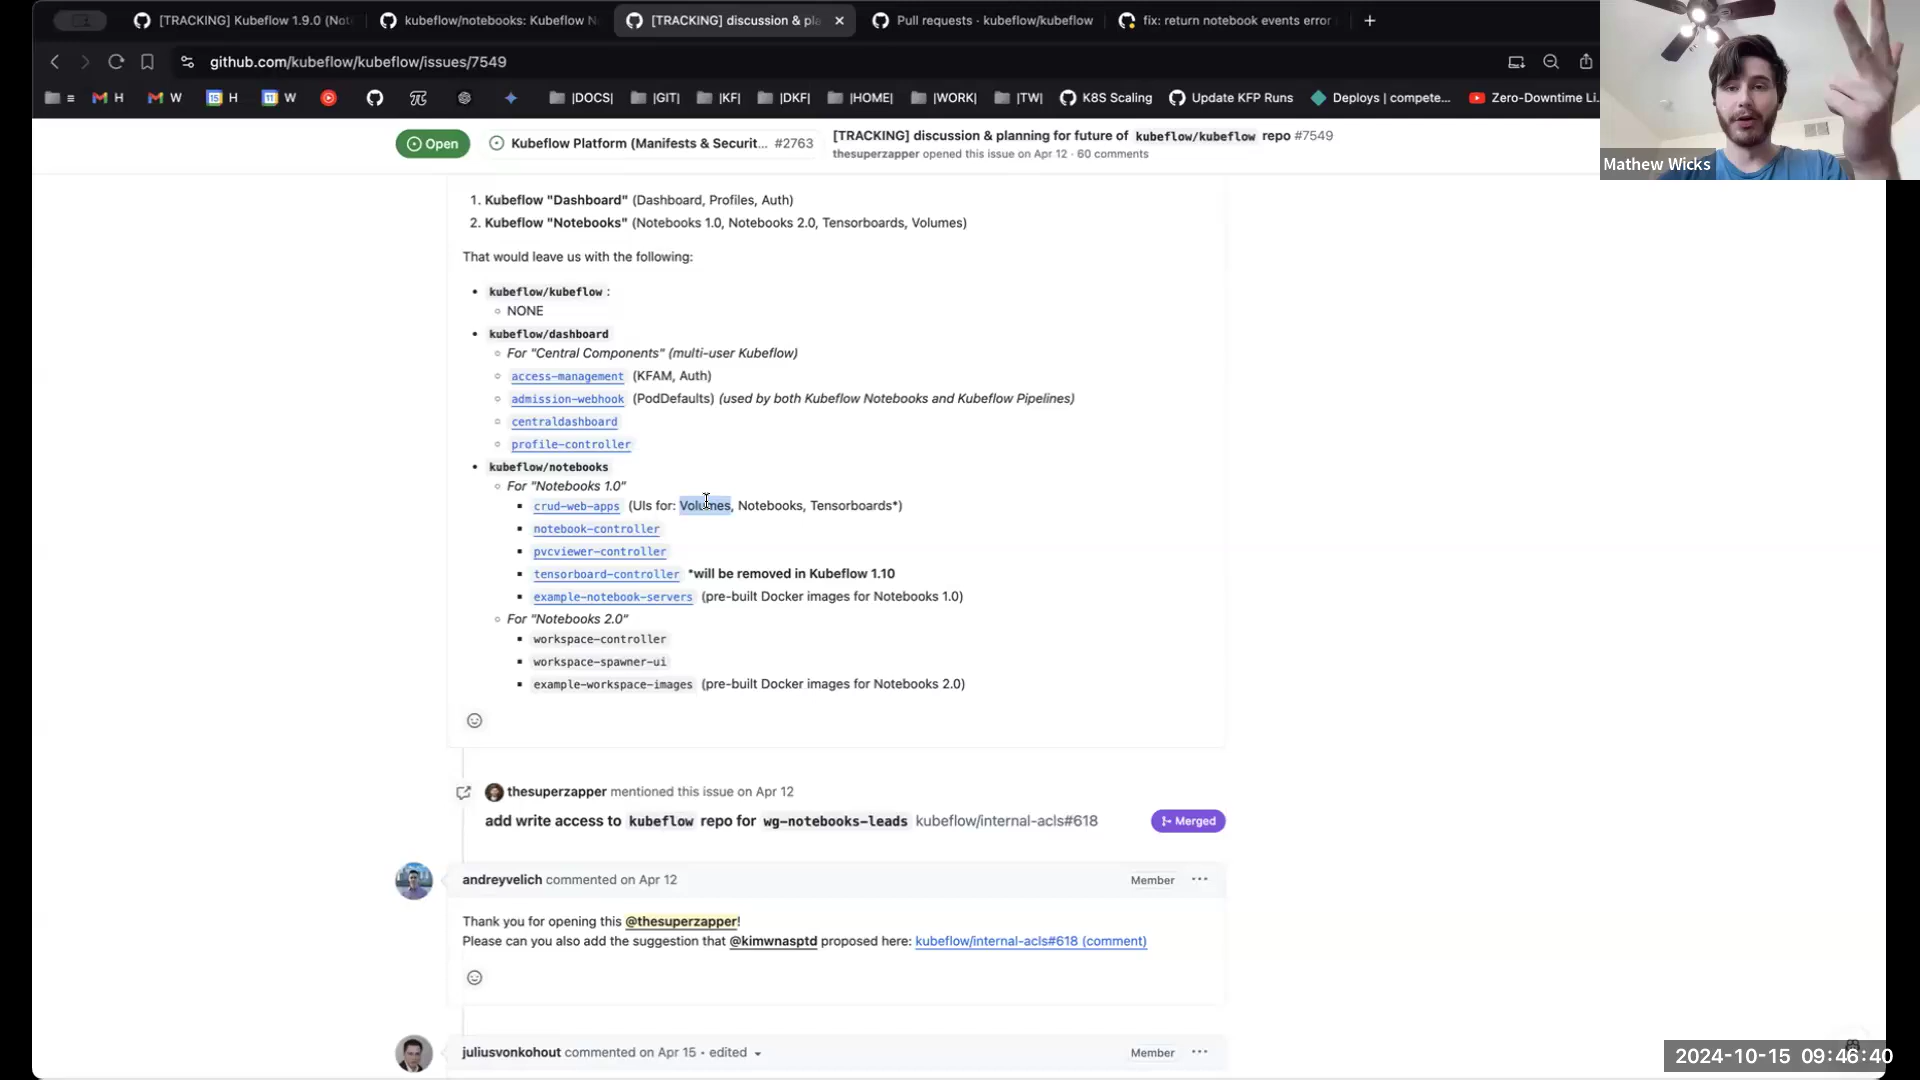 [TRACKING] Kubeflow 1.9.0 (Not
kubeflow/notebooks: Kubeflow N
[TRACKING] discussion & pla
Pull requests · kubeflow/kubeflow
fix: return notebook events error
github.com/kubeflow/kubeflow/issues/7549
H
W
15 H
11 W
|DOCS|
|GIT|
|KF|
|DKF|
|HOME|
|WORK|
|TW|
K8S Scaling
Update KFP Runs
Deploys | compete...
Zero-Downtime Li...
Mathew Wicks
Open
Kubeflow Platform (Manifests & Securit... #2763
[TRACKING] discussion & planning for future of kubeflow/kubeflow repo #7549
thesuperzapper opened this issue on Apr 12 · 60 comments
1. Kubeflow "Dashboard" (Dashboard, Profiles, Auth)
2. Kubeflow "Notebooks" (Notebooks 1.0, Notebooks 2.0, Tensorboards, Volumes)
That would leave us with the following:
• kubeflow/kubeflow :
NONE
• kubeflow/dashboard
For "Central Components" (multi-user Kubeflow)
access-management (KFAM, Auth)
admission-webhook (PodDefaults) (used by both Kubeflow Notebooks and Kubeflow Pipelines)
centraldashboard
profile-controller
• kubeflow/notebooks
For "Notebooks 1.0"
crud-web-apps (UIs for: Volumes, Notebooks, Tensorboards*)
notebook-controller
pvcviewer-controller
tensorboard-controller *will be removed in Kubeflow 1.10
example-notebook-servers (pre-built Docker images for Notebooks 1.0)
For "Notebooks 2.0"
workspace-controller
workspace-spawner-ui
example-workspace-images (pre-built Docker images for Notebooks 2.0)
thesuperzapper mentioned this issue on Apr 12
add write access to kubeflow repo for wg-notebooks-leads kubeflow/internal-acls#618
Merged
andreyvelich commented on Apr 12
Member
Thank you for opening this @thesuperzapper!
Please can you also add the suggestion that @kimwnasptd proposed here: kubeflow/internal-acls#618 (comment)
juliusvonkohout commented on Apr 15 · edited
Member
2024-10-15 09:46:40